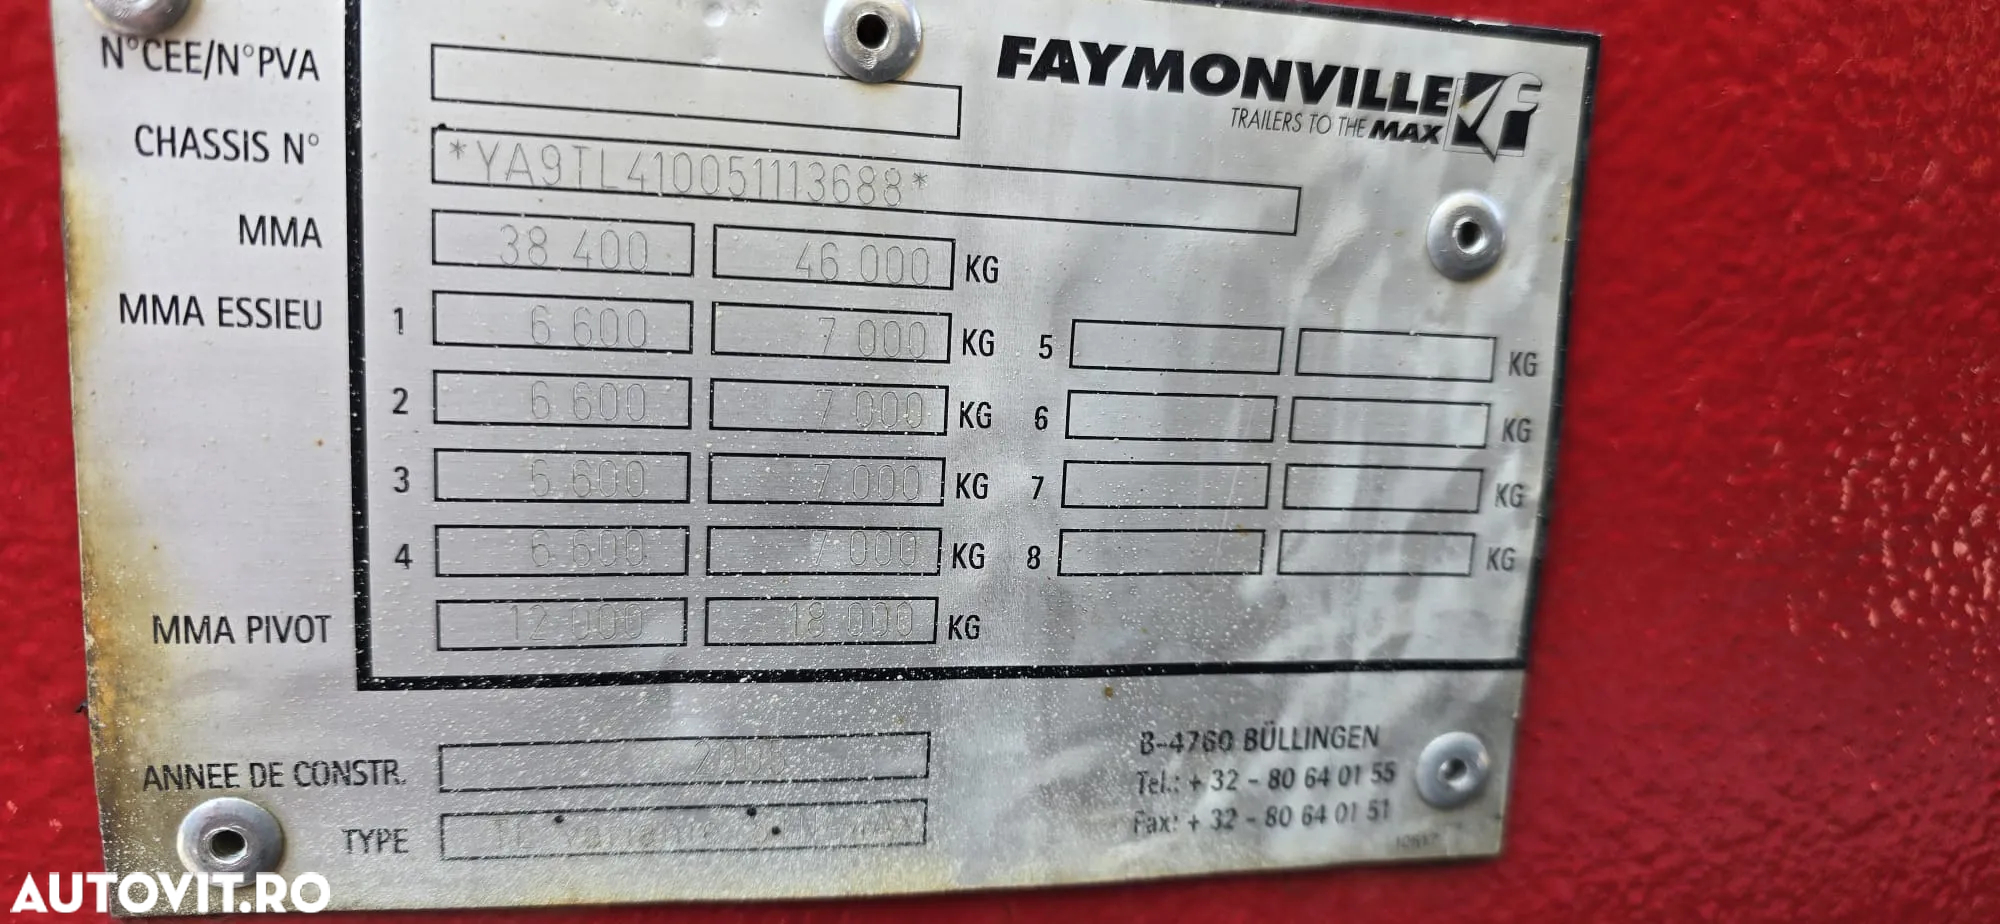 N°CEE/N°PVA
FAYMONVILLE
TRAILERS TO THE MAX
CHASSIS N° *YA9TL410051113688*
MMA 38 400 46 000 KG
MMA ESSIEU 1 6 600 7 000 KG 5 KG
2 6 600 7 000 KG 6 KG
3 6 600 7 000 KG 7 KG
4 6 600 7 000 KG 8 KG
MMA PIVOT 12 000 18 000 KG
ANNEE DE CONSTR. 2005
TYPE TL
B-4760 BÜLLINGEN
Tel.: + 32 - 80 64 01 55
Fax: + 32 - 80 64 01 51
AUTOVIT.RO